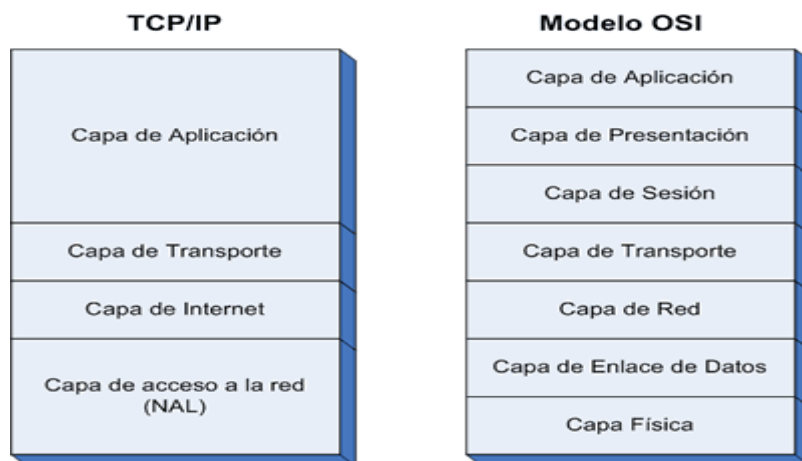 TCP/IP
Capa de Aplicación
Capa de Transporte
Capa de Internet
Capa de acceso a la red
(NAL)
Modelo OSI
Capa de Aplicación
Capa de Presentación
Capa de Sesión
Capa de Transporte
Capa de Red
Capa de Enlace de Datos
Capa Física